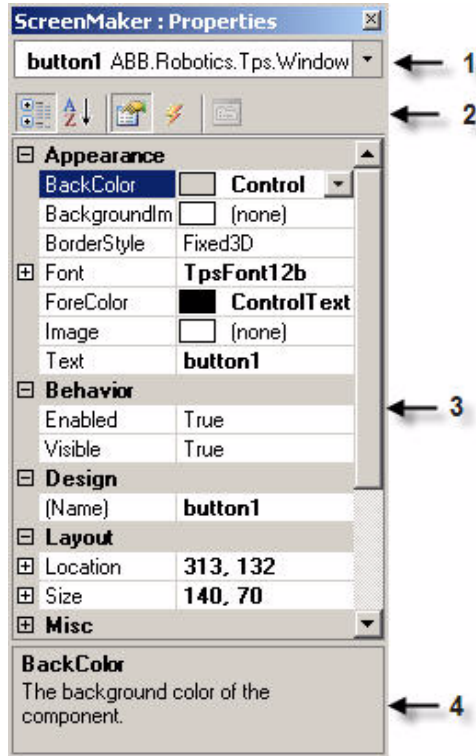 ScreenMaker : Properties
button1 ABB.Robotics.Tps.Window
1
2
Appearance
BackColor Control
BackgroundIm (none)
BorderStyle Fixed3D
Font TpsFont12b
ForeColor ControlText
Image (none)
Text button1
Behavior
3
Enabled True
Visible True
Design
(Name) button1
Layout
Location 313, 132
Size 140, 70
Misc
BackColor
The background color of the
component.
4